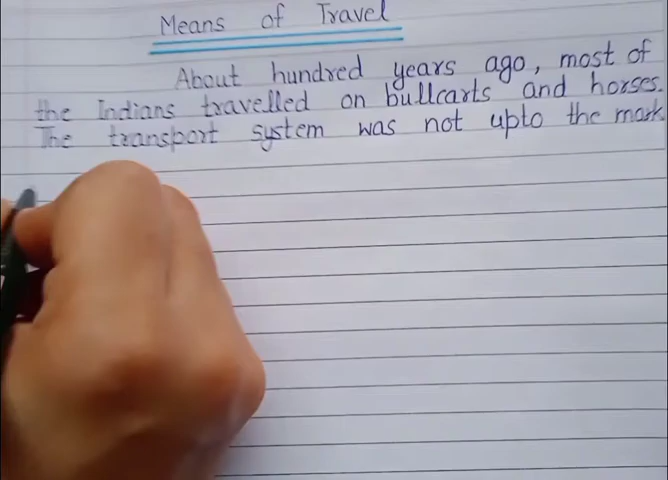 Means of Travel
About hundred years ago, most of
the Indians travelled on bullcarts and horses.
The transport system was not upto the mark